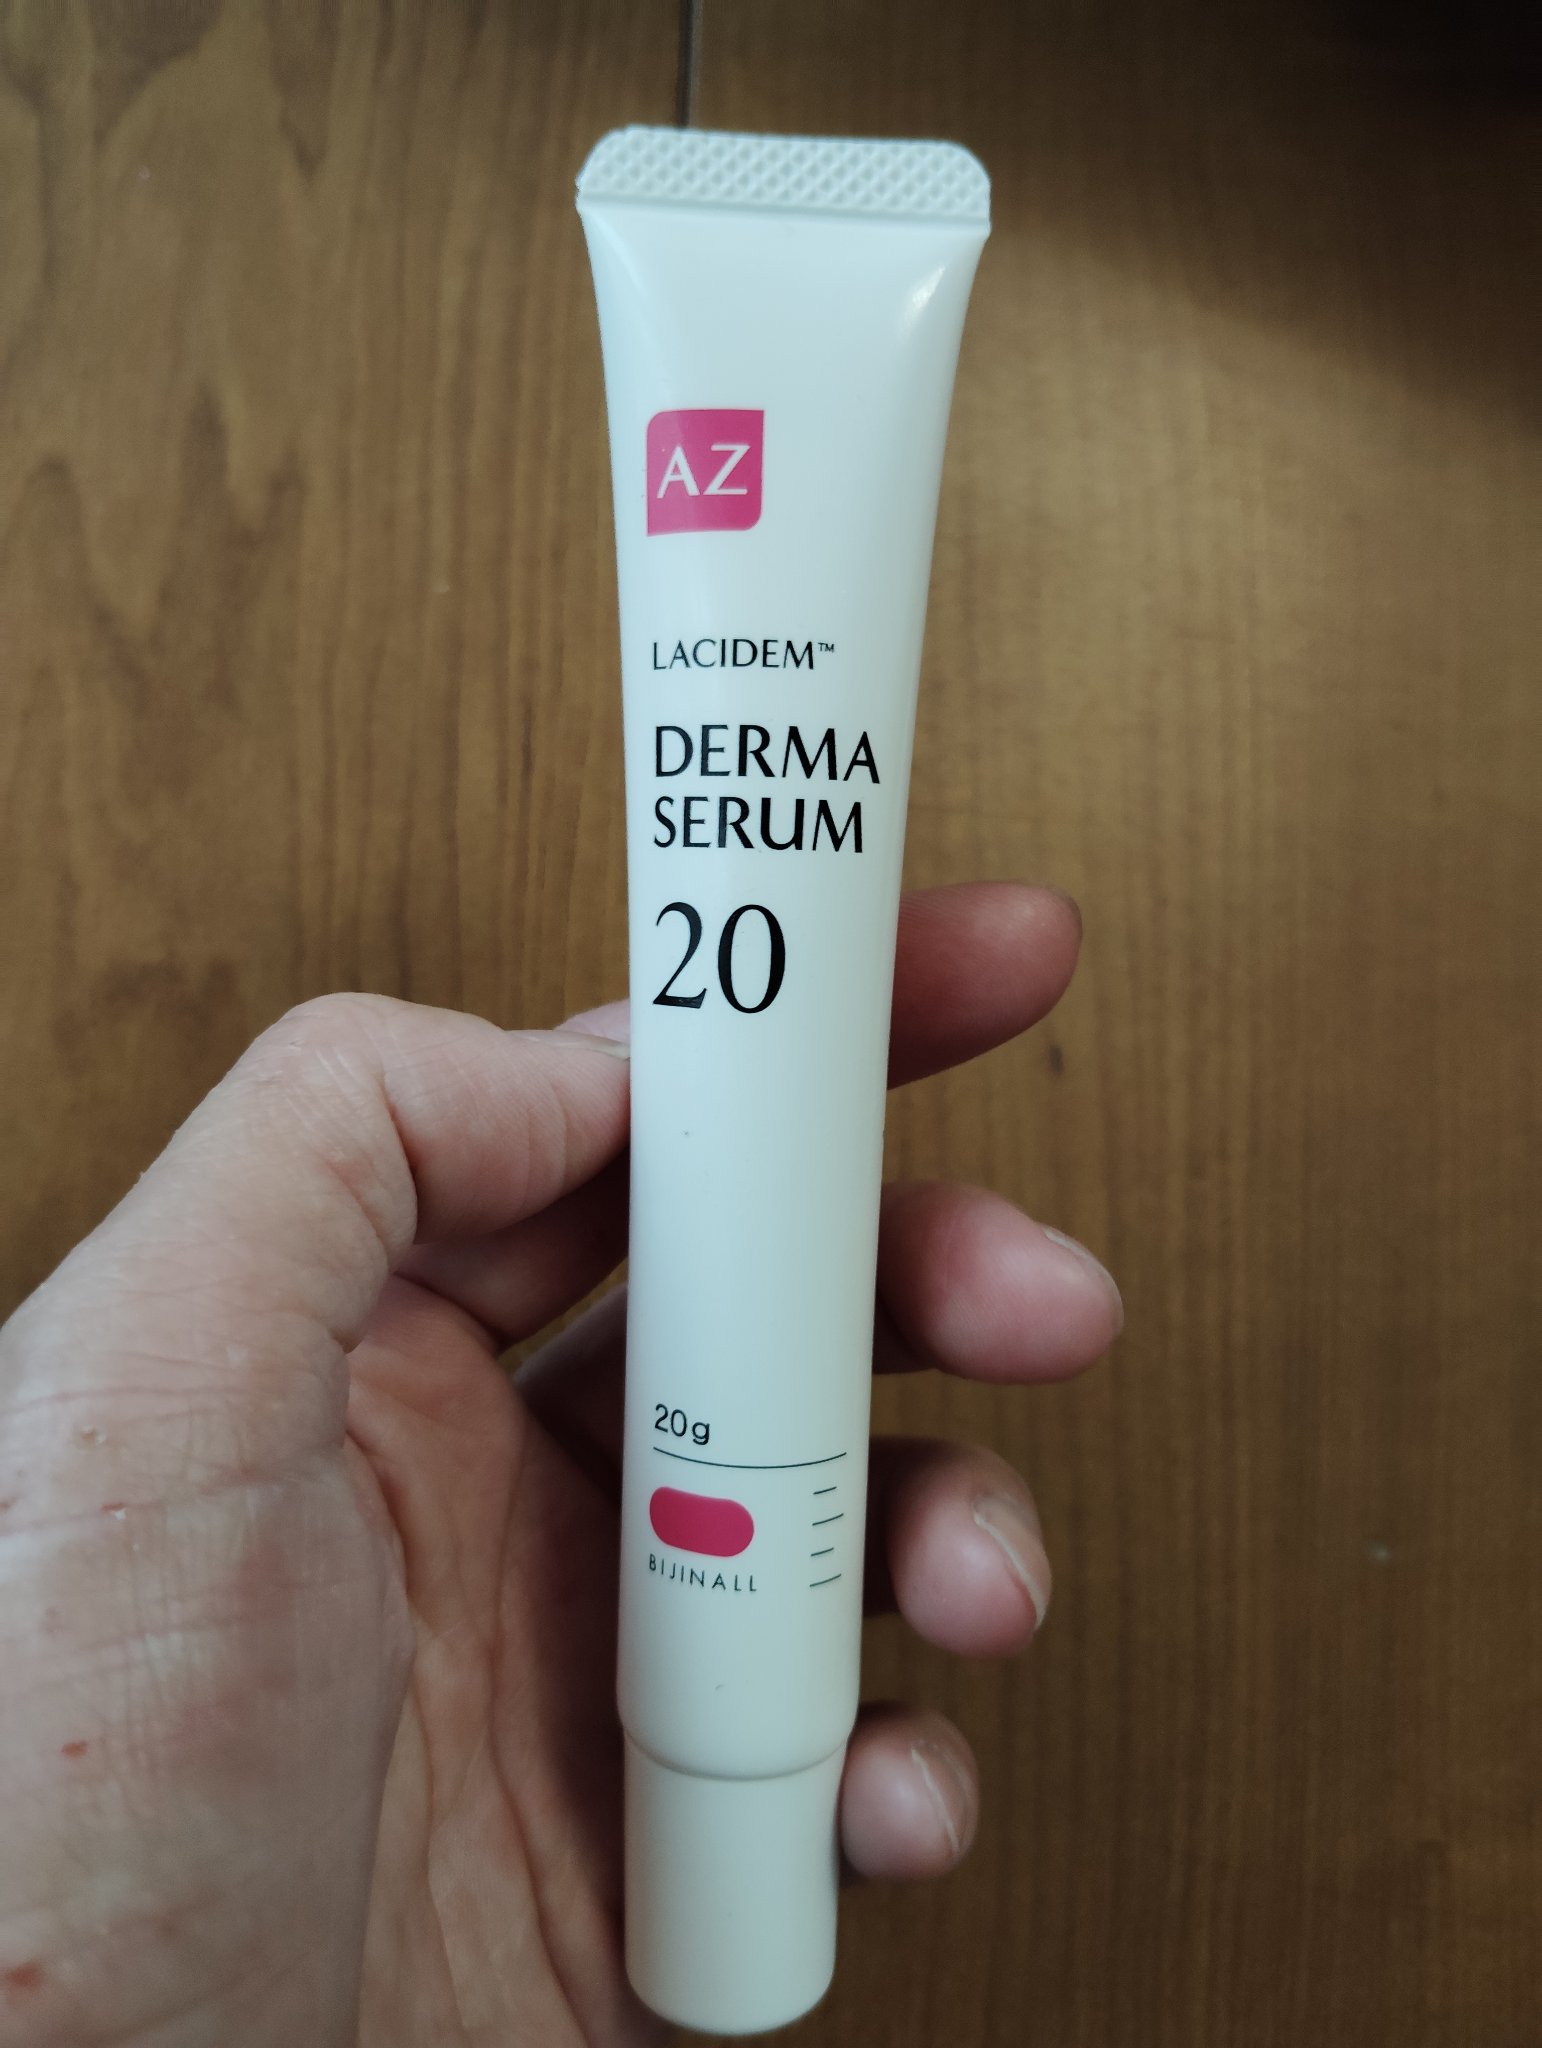 AZ
LACIDEM™
DERMA
SERUM
20
20g
BIJINALL